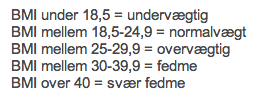 BMI under 18,5 = undervægtig
BMI mellem 18,5-24,9 = normalvægt
BMI mellem 25-29,9 = overvægtig
BMI mellem 30-39,9 = fedme
BMI over 40 = svær fedme